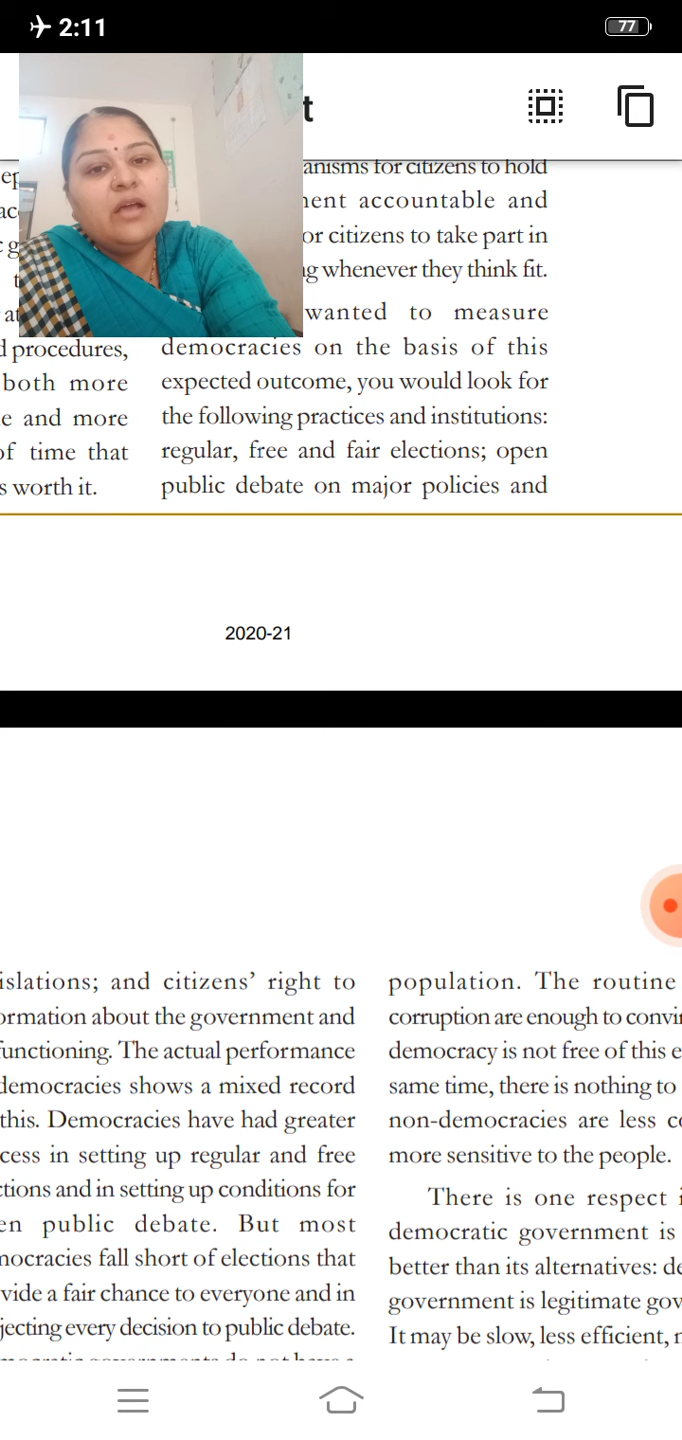 2:11
77
t
anisms for citizens to hold
ent accountable and
or citizens to take part in
g whenever they think fit.
wanted to measure
d procedures,
both more
e and more
of time that
s worth it.
democracies on the basis of this
expected outcome, you would look for
the following practices and institutions:
regular, free and fair elections; open
public debate on major policies and
2020-21
islations; and citizens' right to
ormation about the government and
functioning. The actual performance
democracies shows a mixed record
this. Democracies have had greater
cess in setting up regular and free
ctions and in setting up conditions for
en public debate. But most
mocracies fall short of elections that
vide a fair chance to everyone and in
jecting every decision to public debate.
population. The routine
corruption are enough to convi
democracy is not free of this e
same time, there is nothing to
non-democracies are less c
more sensitive to the people.
There is one respect i
democratic government is
better than its alternatives: de
government is legitimate gov
It may be slow, less efficient,